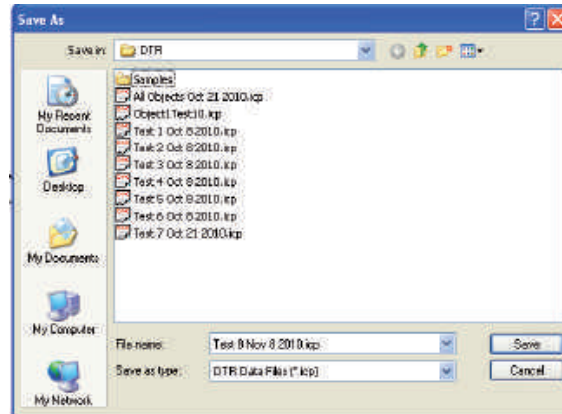 Save As
Save in: DTR
Samples
All Objects Oct 21 2010.icp
Object1Test10.icp
Test 1 Oct 8 2010.icp
Test 2 Oct 8 2010.icp
Test 3 Oct 8 2010.icp
Test 4 Oct 8 2010.icp
Test 5 Oct 8 2010.icp
Test 6 Oct 8 2010.icp
Test 7 Oct 21 2010.icp
My Recent
Documents
Desktop
My Documents
My Computer
My Network
File name: Test Nov 8 2010.icp Save
Save as type: DTR Data Files (*.icp) Cancel